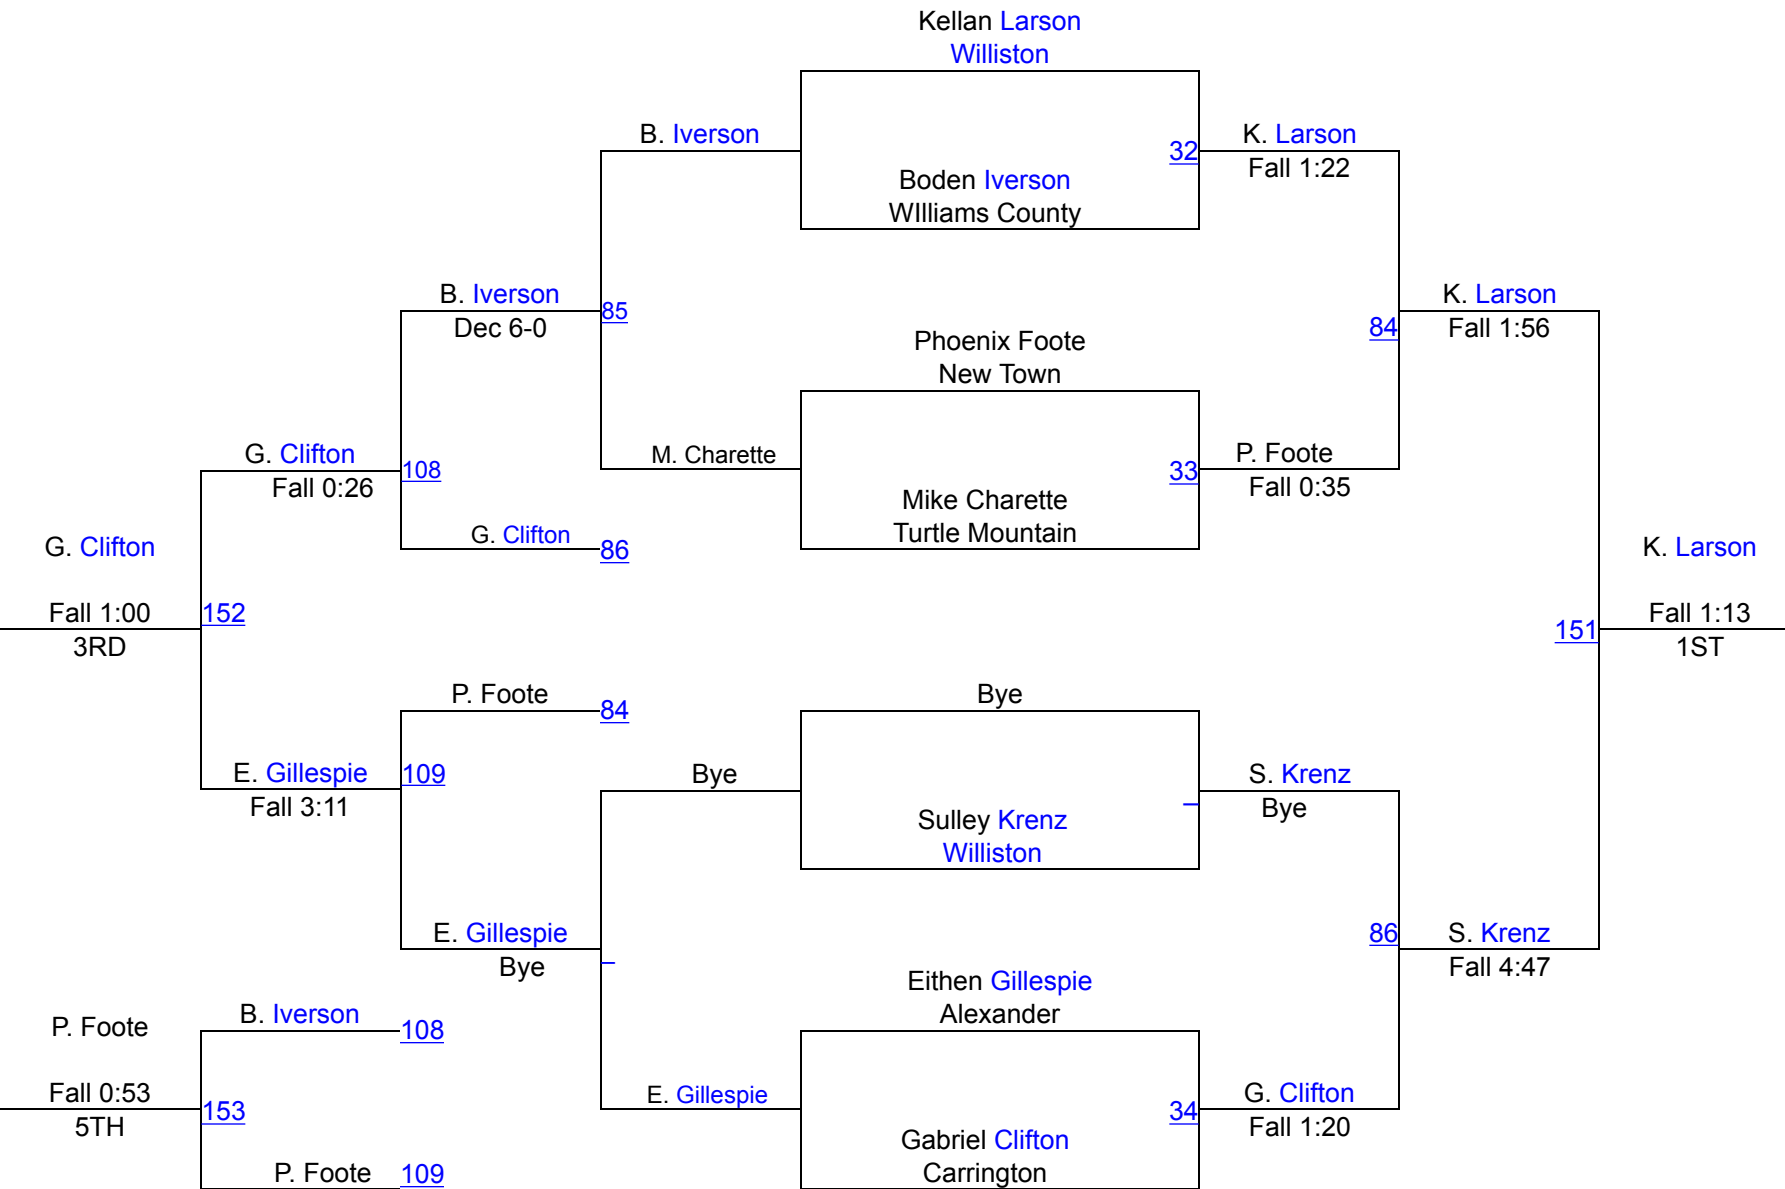 Kellan Larson
Williston
B. Iverson
32
K. Larson
Fall 1:22
Boden Iverson
WIlliams County
B. Iverson
Dec 6-0
85
K. Larson
Fall 1:56
84
Phoenix Foote
New Town
G. Clifton
Fall 0:26
108
M. Charette
33
P. Foote
Fall 0:35
Mike Charette
Turtle Mountain
G. Clifton
86
G. Clifton
Fall 1:00
3RD
152
K. Larson
Fall 1:13
1ST
151
P. Foote
84
Bye
E. Gillespie
Fall 3:11
109
Bye
S. Krenz
Bye
Sulley Krenz
Williston
E. Gillespie
Bye
86
S. Krenz
Fall 4:47
Eithen Gillespie
Alexander
P. Foote
Fall 0:53
5TH
B. Iverson
108
153
E. Gillespie
34
G. Clifton
Fall 1:20
Gabriel Clifton
Carrington
P. Foote
109